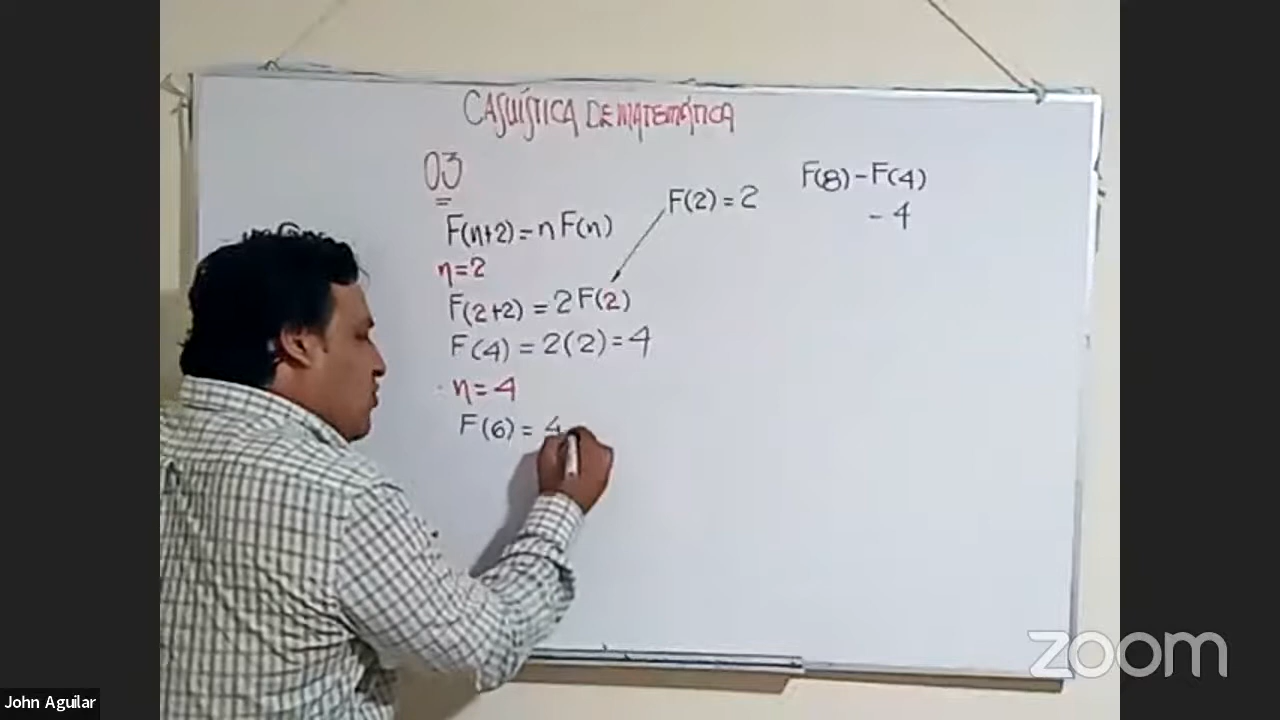 CASUÍSTICA DE MATEMÁTICA
03
F(n+2) = n F(n)
F(2) = 2
F(8) - F(4)
- 4
n = 2
F(2+2) = 2 F(2)
F(4) = 2(2) = 4
n = 4
F(6) = 4
zoom
John Aguilar